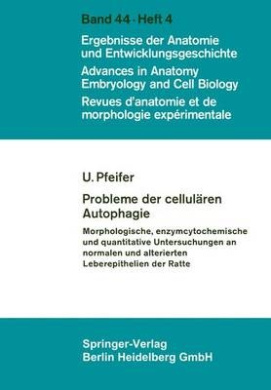 Band 44 · Heft 4
Ergebnisse der Anatomie
und Entwicklungsgeschichte
Advances in Anatomy
Embryology and Cell Biology
Revues d'anatomie et de
morphologie expérimentale
U. Pfeifer
Probleme der cellulären
Autophagie
Morphologische, enzymcytochemische
und quantitative Untersuchungen an
normalen und alterierten
Leberepithelien der Ratte
Springer-Verlag
Berlin Heidelberg GmbH